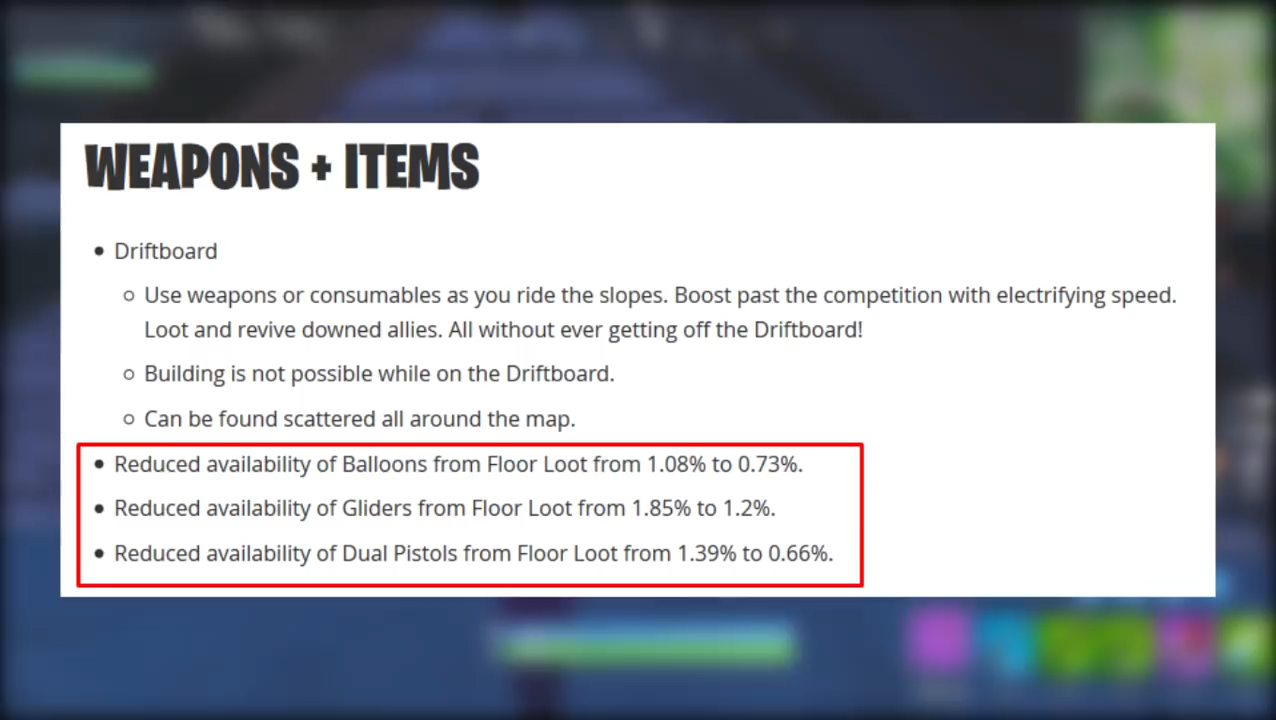 WEAPONS + ITEMS
Driftboard
Use weapons or consumables as you ride the slopes. Boost past the competition with electrifying speed.
Loot and revive downed allies. All without ever getting off the Driftboard!
Building is not possible while on the Driftboard.
Can be found scattered all around the map.
Reduced availability of Balloons from Floor Loot from 1.08% to 0.73%.
Reduced availability of Gliders from Floor Loot from 1.85% to 1.2%.
Reduced availability of Dual Pistols from Floor Loot from 1.39% to 0.66%.